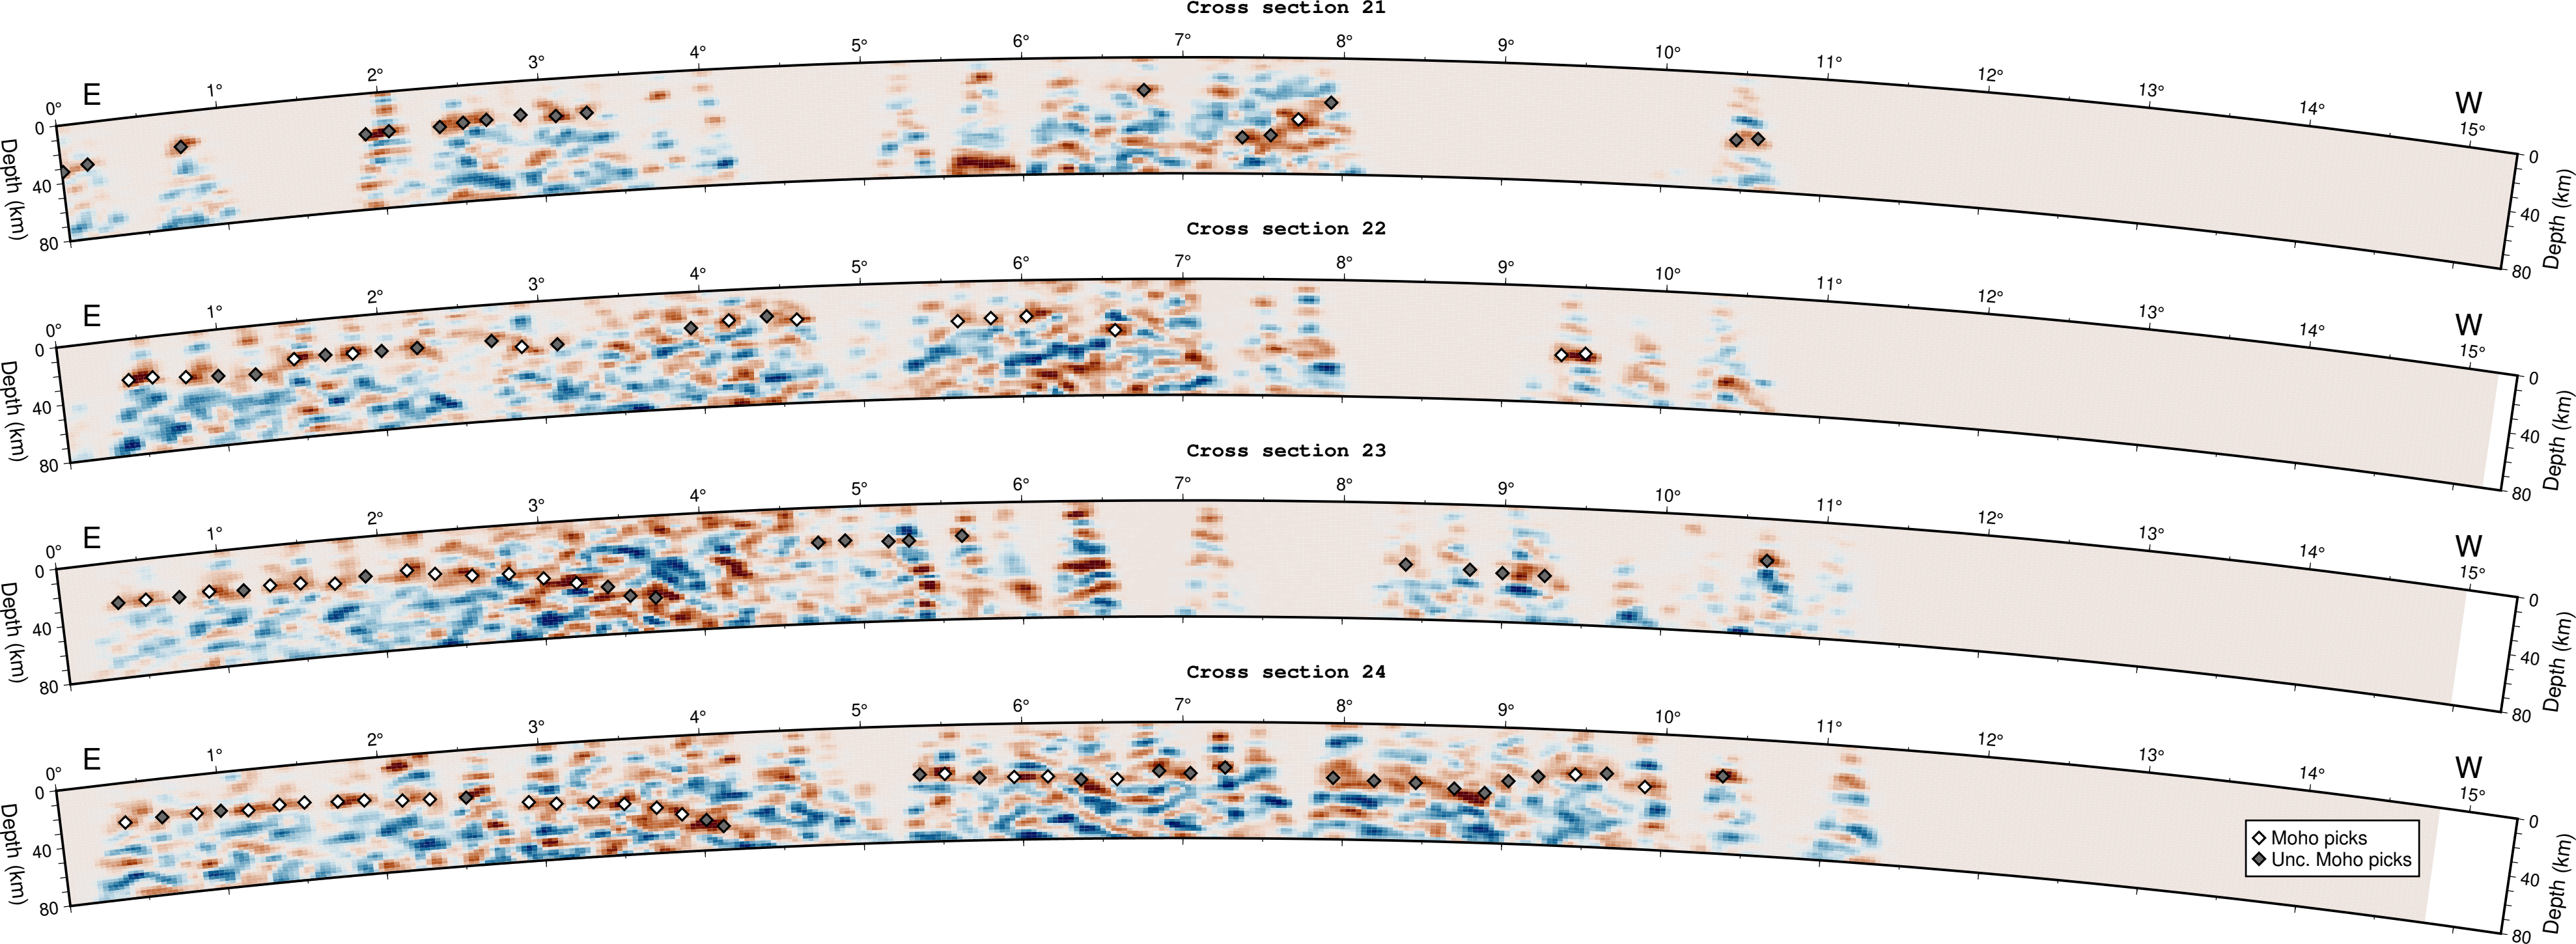 Cross section 21
0° 1° 2° 3° 4° 5° 6° 7° 8° 9° 10° 11° 12° 13° 14° 15°
E W
0 40 80
Depth (km)
0 40 80
Depth (km)
Cross section 22
0° 1° 2° 3° 4° 5° 6° 7° 8° 9° 10° 11° 12° 13° 14° 15°
E W
0 40 80
Depth (km)
0 40 80
Depth (km)
Cross section 23
0° 1° 2° 3° 4° 5° 6° 7° 8° 9° 10° 11° 12° 13° 14° 15°
E W
0 40 80
Depth (km)
0 40 80
Depth (km)
Cross section 24
0° 1° 2° 3° 4° 5° 6° 7° 8° 9° 10° 11° 12° 13° 14° 15°
E W
0 40 80
Depth (km)
0 40 80
Depth (km)
Moho picks
Unc. Moho picks